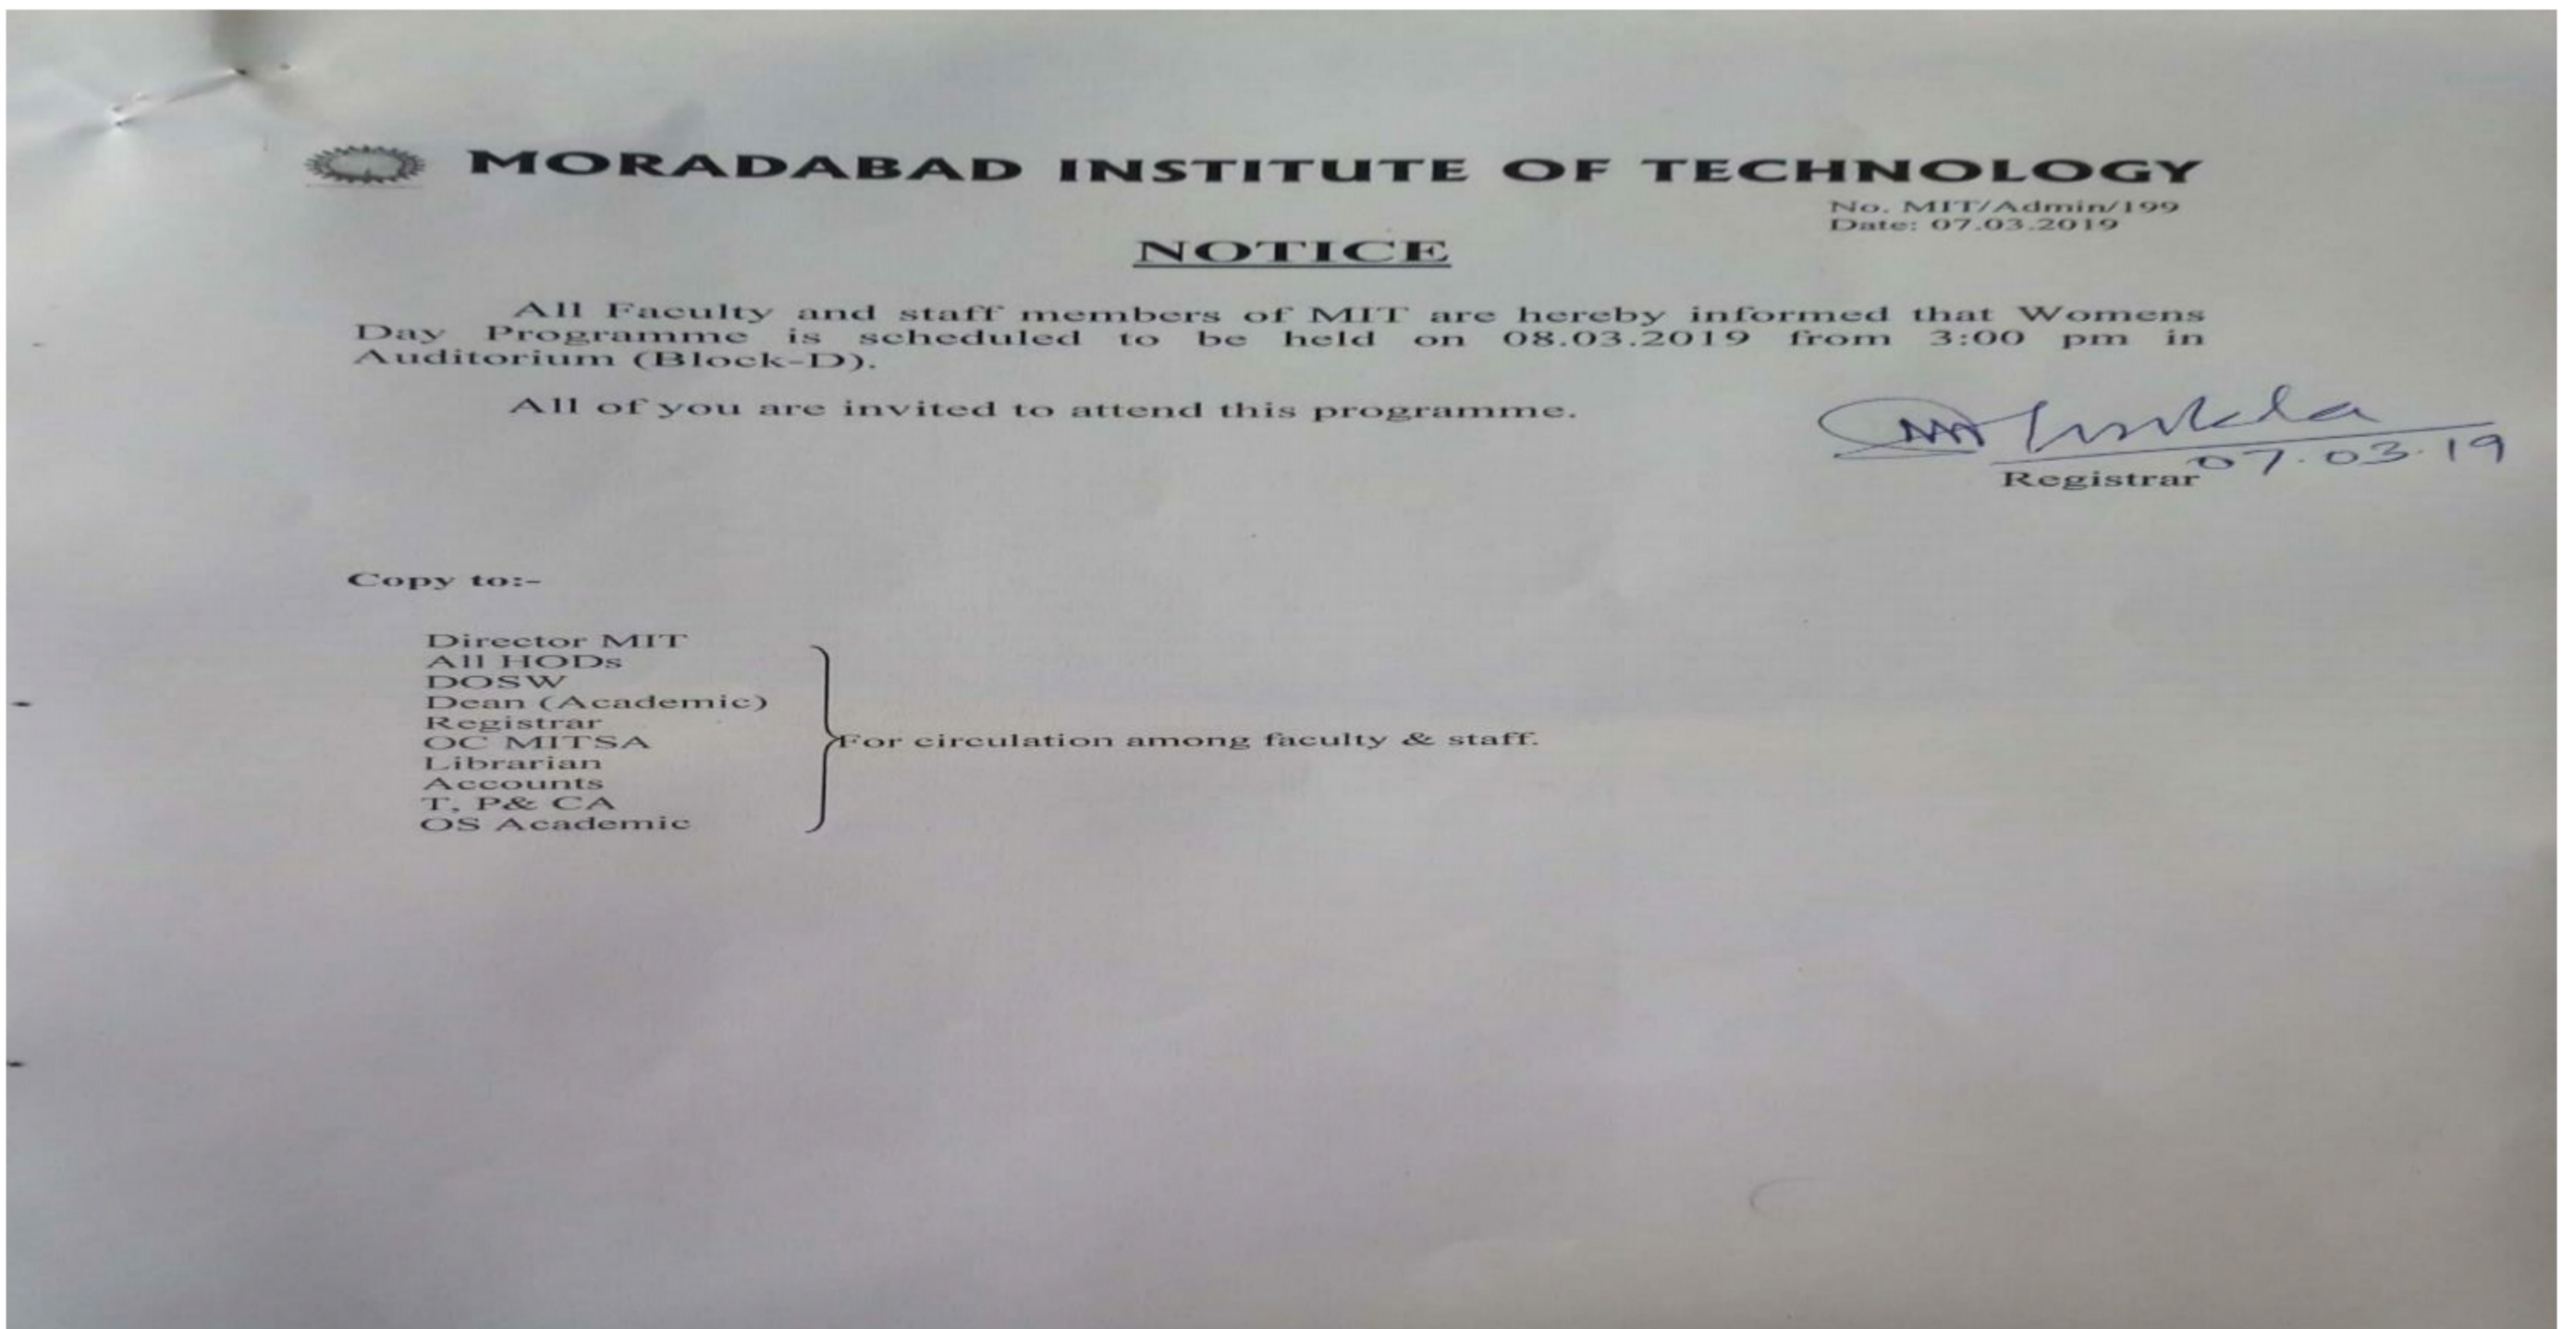 MORADABAD INSTITUTE OF TECHNOLOGY
No. MIT/Admin/199
Date: 07.03.2019
NOTICE
All Faculty and staff members of MIT are hereby informed that Womens
Day Programme is scheduled to be held on 08.03.2019 from 3:00 pm in
Auditorium (Block-D).
All of you are invited to attend this programme.
07.03.19
Registrar
Copy to:-
Director MIT
All HODs
DOSW
Dean (Academic)
Registrar
OC MITSA
Librarian
Accounts
T, P& CA
OS Academic
For circulation among faculty & staff.